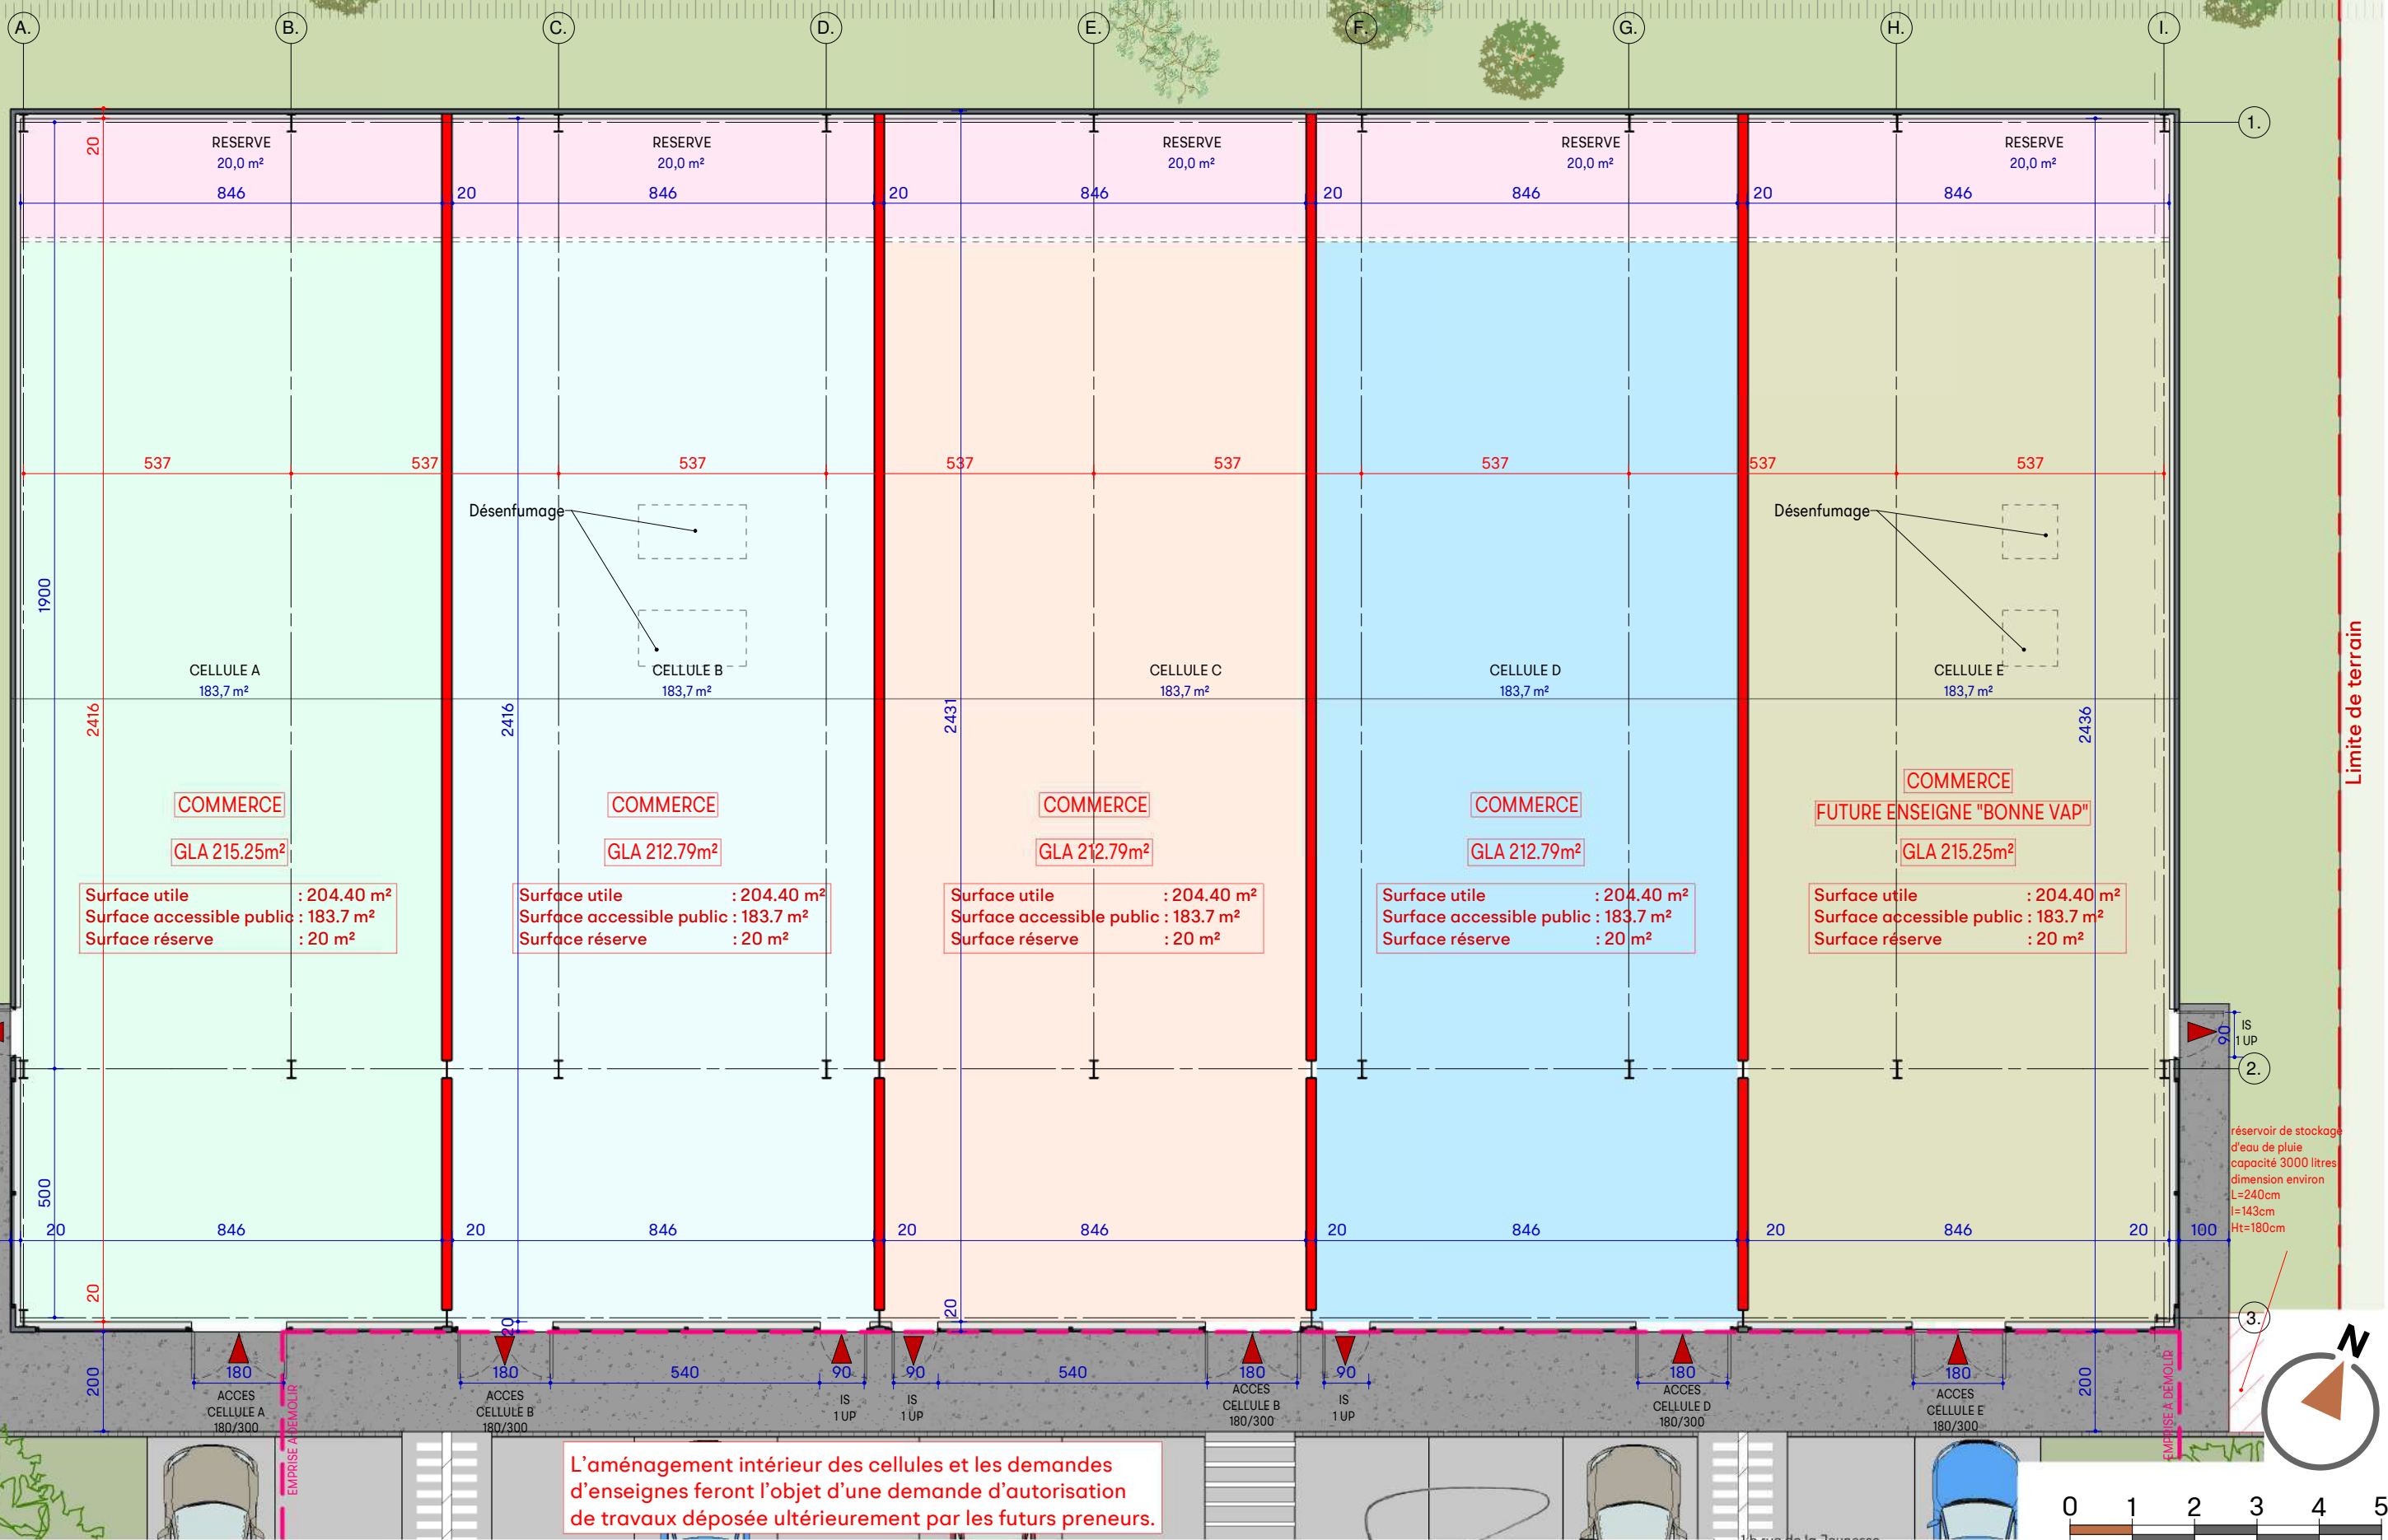 A. B. C. D. E. F. G. H. I.
1.
20
RESERVE
20,0 m²
RESERVE
20,0 m²
RESERVE
20,0 m²
RESERVE
20,0 m²
RESERVE
20,0 m²
846 20 846 20 846 20 846 20 846
537 537 537 537 537 537 537 537
Désenfumage
Désenfumage
1900
CELLULE A
183,7 m²
CELLULE B
183,7 m²
CELLULE C
183,7 m²
CELLULE D
183,7 m²
CELLULE E
183,7 m²
2416
2416
2431
2436
Limite de terrain
COMMERCE
GLA 215.25m²
Surface utile : 204.40 m²
Surface accessible public : 183.7 m²
Surface réserve : 20 m²
COMMERCE
GLA 212.79m²
Surface utile : 204.40 m²
Surface accessible public : 183.7 m²
Surface réserve : 20 m²
COMMERCE
GLA 212.79m²
Surface utile : 204.40 m²
Surface accessible public : 183.7 m²
Surface réserve : 20 m²
COMMERCE
GLA 212.79m²
Surface utile : 204.40 m²
Surface accessible public : 183.7 m²
Surface réserve : 20 m²
COMMERCE
FUTURE ENSEIGNE "BONNE VAP"
GLA 215.25m²
Surface utile : 204.40 m²
Surface accessible public : 183.7 m²
Surface réserve : 20 m²
90
IS
1 UP
2.
réservoir de stockage
d'eau de pluie
capacité 3000 litres
dimension environ
L=240cm
l=143cm
Ht=180cm
500
20 846 20 846 20 846 20 846 20 846 20 100
20
20
20
3.
200
180
ACCES
CELLULE A
180/300
EMPRISE A DEMOLIR
180
ACCES
CELLULE B
180/300
540
90
IS
1 UP
90
IS
1 UP
540
180
ACCES
CELLULE B
180/300
90
IS
1 UP
180
ACCES
CELLULE D
180/300
180
ACCES
CELLULE E
180/300
200
EMPRISE A DEMOLIR
N
L'aménagement intérieur des cellules et les demandes
d'enseignes feront l'objet d'une demande d'autorisation
de travaux déposée ultérieurement par les futurs preneurs.
0 1 2 3 4 5